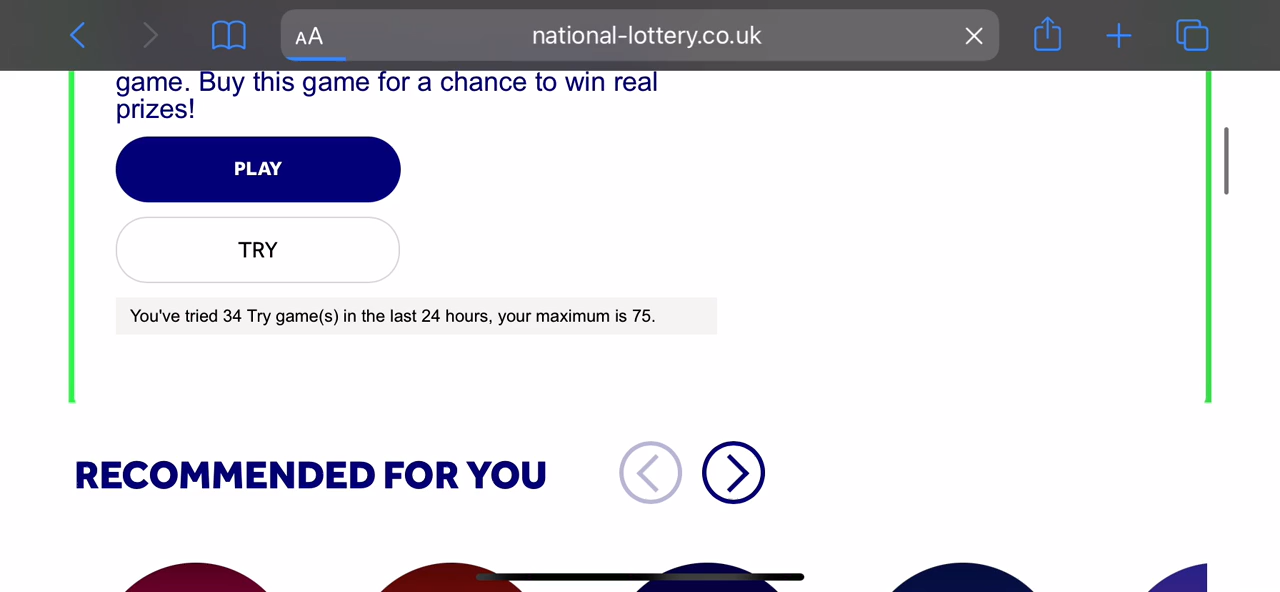 AA national-lottery.co.uk
game. Buy this game for a chance to win real
prizes!
PLAY
TRY
You've tried 34 Try game(s) in the last 24 hours, your maximum is 75.
RECOMMENDED FOR YOU